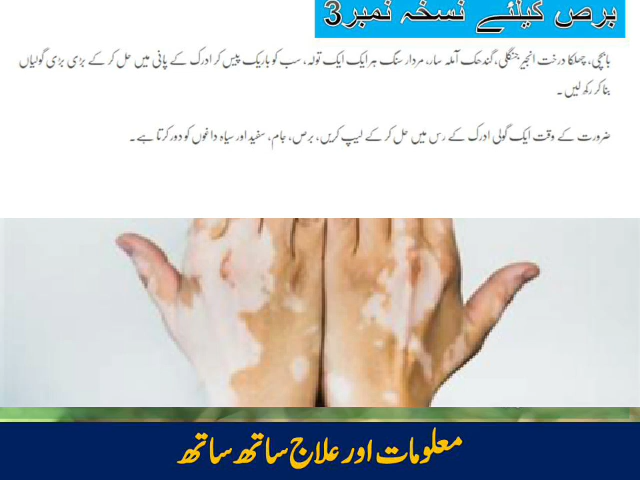 برص کیلئے نسخہ نمبر3
بابچی، چھلکا درخت انجیر جنگلی، گندھک آملہ سار، مردار سنگ ہر ایک ایک تولہ، سب کو باریک پیس کر ادرک کے پانی میں حل کر کے بڑی بڑی گولیاں
بنا کر رکھ لیں۔
ضرورت کے وقت ایک گولی ادرک کے رس میں حل کر کے لیپ کریں، برص، جام، سفید اور سیاہ داغوں کو دور کرتا ہے۔
معلومات اور علاج ساتھ ساتھ